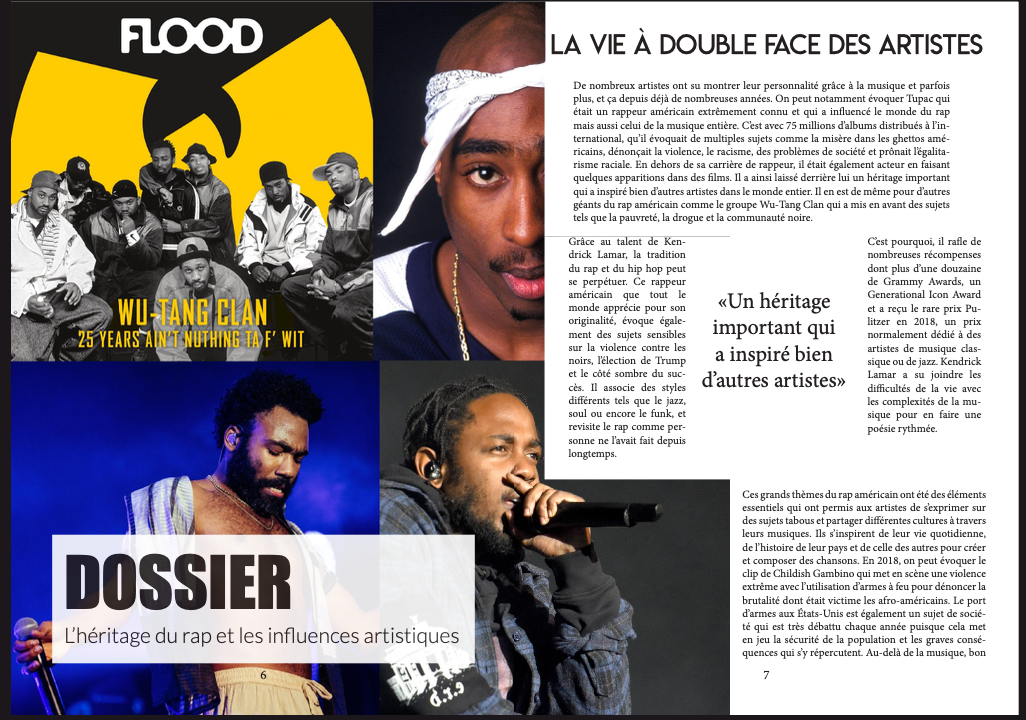 FLOOD
WU-TANG CLAN
25 YEARS AIN'T NUTHING TA F' WIT
DOSSIER
L'héritage du rap et les influences artistiques
6
LA VIE À DOUBLE FACE DES ARTISTES
De nombreux artistes ont su montrer leur personnalité grâce à la musique et parfois
plus, et ça depuis déjà de nombreuses années. On peut notamment évoquer Tupac qui
était un rappeur américain extrêmement connu et qui a influencé le monde du rap
mais aussi celui de la musique entière. C'est avec 75 millions d'albums distribués à l'in-
ternational, qu'il évoquait de multiples sujets comme la misère dans les ghettos amé-
ricains, dénonçait la violence, le racisme, des problèmes de société et prônait l'égalita-
risme raciale. En dehors de sa carrière de rappeur, il était également acteur en faisant
quelques apparitions dans des films. Il a ainsi laissé derrière lui un héritage important
qui a inspiré bien d'autres artistes dans le monde entier. Il en est de même pour d'autres
géants du rap américain comme le groupe Wu-Tang Clan qui a mis en avant des sujets
tels que la pauvreté, la drogue et la communauté noire.
Grâce au talent de Ken-
drick Lamar, la tradition
du rap et du hip hop peut
se perpétuer. Ce rappeur
américain que tout le
monde apprécie pour son
originalité, évoque égale-
ment des sujets sensibles
sur la violence contre les
noirs, l'élection de Trump
et le côté sombre du suc-
cès. Il associe des styles
différents tels que le jazz,
soul ou encore le funk, et
revisite le rap comme per-
sonne ne l'avait fait depuis
longtemps.
«Un héritage
important qui
a inspiré bien
d'autres artistes»
C'est pourquoi, il rafle de
nombreuses récompenses
dont plus d'une douzaine
de Grammy Awards, un
Generational Icon Award
et a reçu le rare prix Pu-
litzer en 2018, un prix
normalement dédié à des
artistes de musique clas-
sique ou de jazz. Kendrick
Lamar a su joindre les
difficultés de la vie avec
les complexités de la mu-
sique pour en faire une
poésie rythmée.
Ces grands thèmes du rap américain ont été des éléments
essentiels qui ont permis aux artistes de s'exprimer sur
des sujets tabous et partager différentes cultures à travers
leurs musiques. Ils s'inspirent de leur vie quotidienne,
de l'histoire de leur pays et de celle des autres pour créer
et composer des chansons. En 2018, on peut évoquer le
clip de Childish Gambino qui met en scène une violence
extrême avec l'utilisation d'armes à feu pour dénoncer la
brutalité dont était victime les afro-américains. Le port
d'armes aux États-Unis est également un sujet de socié-
té qui est très débattu chaque année puisque cela met
en jeu la sécurité de la population et les graves consé-
quences qui s'y répercutent. Au-delà de la musique, bon
7